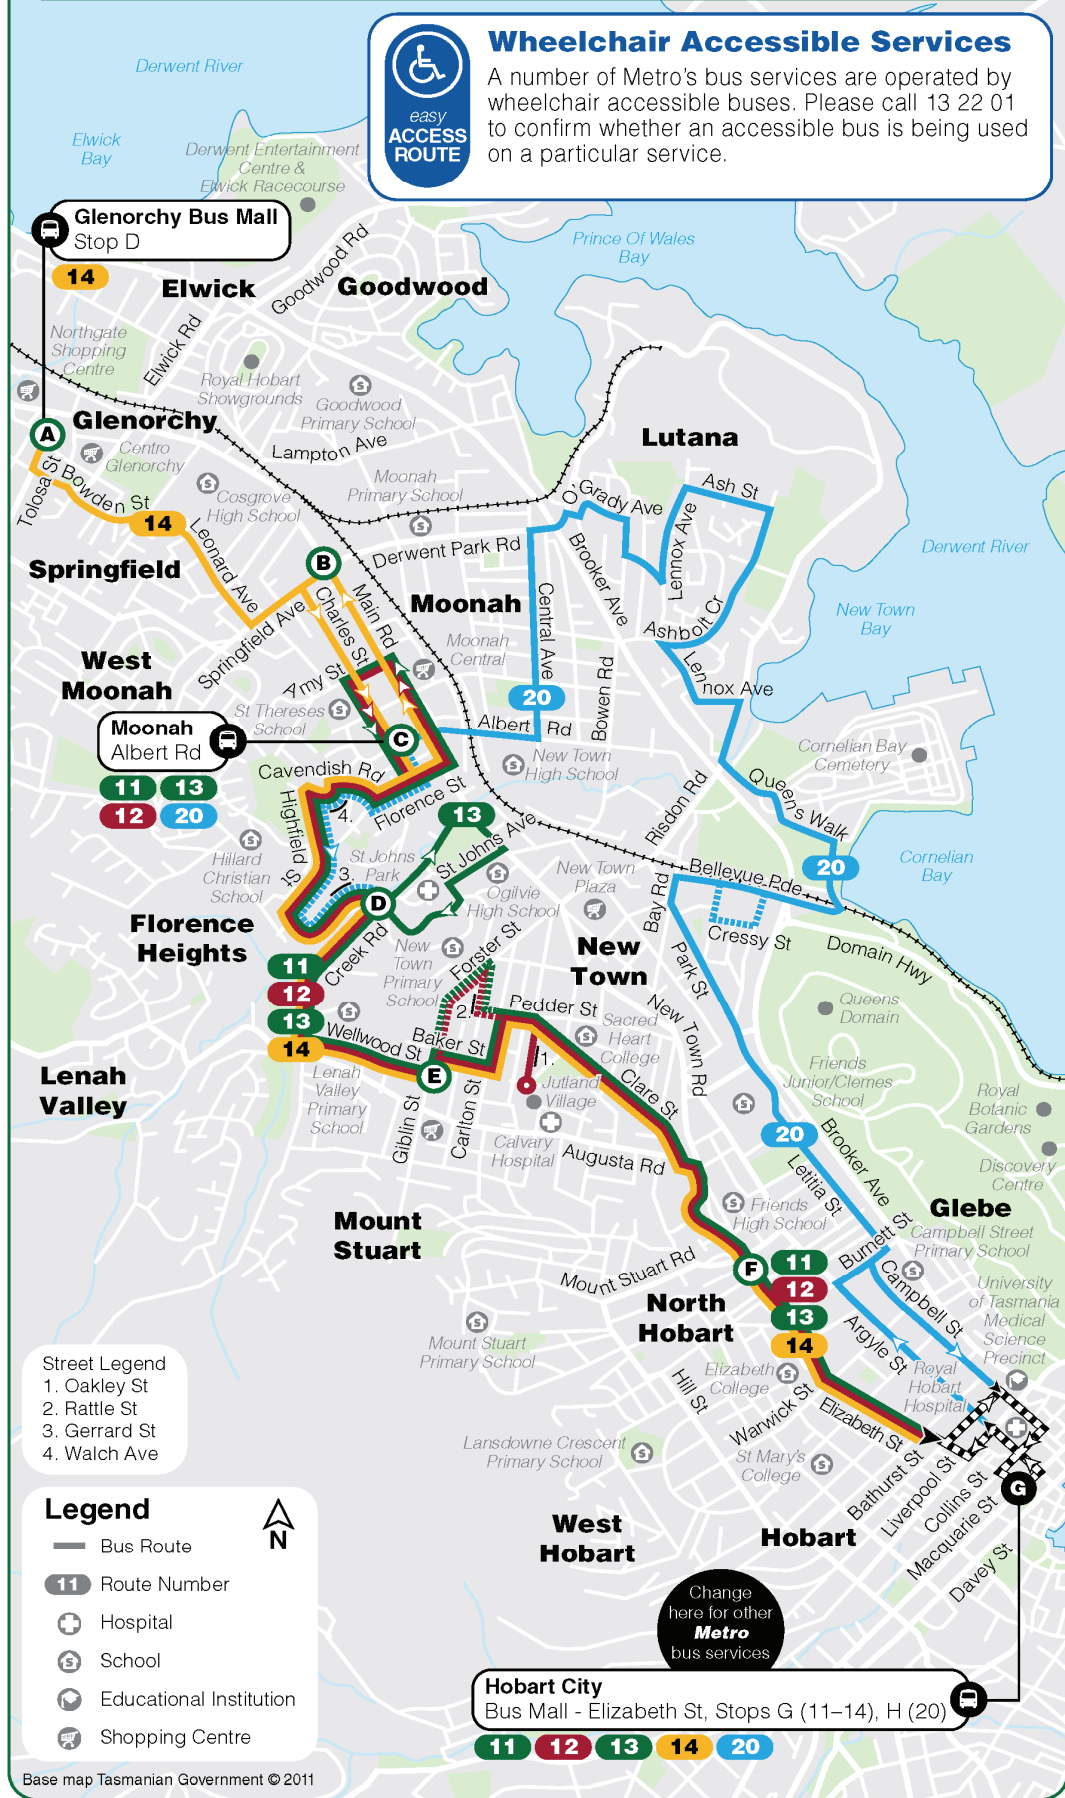 Wheelchair Accessible Services
A number of Metro's bus services are operated by
wheelchair accessible buses. Please call 13 22 01
to confirm whether an accessible bus is being used
on a particular service.
easy
ACCESS
ROUTE
Derwent River
Elwick
Bay
Derwent Entertainment
Centre &
Elwick Racecourse
Glenorchy Bus Mall
Stop D
14
Prince Of Wales
Bay
Elwick
Goodwood Rd
Goodwood
Northgate
Shopping
Centre
Elwick Rd
Royal Hobart
Showgrounds
Goodwood
Primary School
A
Glenorchy
Lutana
Centro
Glenorchy
Lampton Ave
Moonah
Primary School
Cosgrove
High School
Tolosa St
Bowden St
14
O'Grady Ave
Ash St
Lennox Ave
Derwent Park Rd
Brooker Ave
Derwent River
Springfield
Leonard Ave
B
Moonah
Central Ave
New Town
Bay
Main Rd
Charles St
Springfield Ave
Ashbolt Cr
Moonah
Central
West
Moonah
Amy St
Bowen Rd
Lennox Ave
20
St Thereses
School
Moonah
Albert Rd
C
Albert Rd
11 13
12 20
New Town
High School
Cornelian Bay
Cemetery
Cavendish Rd
Florence St
Highfield St
4.
13
Queens Walk
Risdon Rd
St Johns Ave
Hillard
Christian
School
St Johns
Park
3.
New Town
Plaza
Bellevue Pde
20
Cornelian
Bay
D
Ogilvie
High School
Bay Rd
Florence
Heights
Cressy St
Domain Hwy
Creek Rd
New
Town
Primary
School
Forster St
New
Town
Park St
11
12
13
14
2.
Pedder St
New Town Rd
Queens
Domain
Wellwood St
Baker St
Sacred
Heart
College
1.
Lenah
Valley
Lenah
Valley
Primary
School
E
Jutland
Village
Clare St
Friends
Junior/Clemes
School
Royal
Botanic
Gardens
Giblin St
Carlton St
Calvary
Hospital
Augusta Rd
20
Brooker Ave
Discovery
Centre
Letitia St
Glebe
Mount
Stuart
Friends
High School
Burnett St
Campbell Street
Primary School
Mount Stuart Rd
F
11
12
13
14
Campbell St
University
of Tasmania
Medical
Science
Precinct
North
Hobart
Argyle St
Mount Stuart
Primary School
Elizabeth
College
Royal
Hobart
Hospital
Hill St
Warwick St
Elizabeth St
Street Legend
1. Oakley St
2. Rattle St
3. Gerrard St
4. Walch Ave
Lansdowne Crescent
Primary School
St Mary's
College
Bathurst St
Liverpool St
Collins St
Macquarie St
Davey St
G
West
Hobart
Hobart
Legend
N
Bus Route
11 Route Number
Hospital
School
Educational Institution
Shopping Centre
Change
here for other
Metro
bus services
Hobart City
Bus Mall - Elizabeth St, Stops G (11–14), H (20)
11 12 13 14 20
Base map Tasmanian Government © 2011